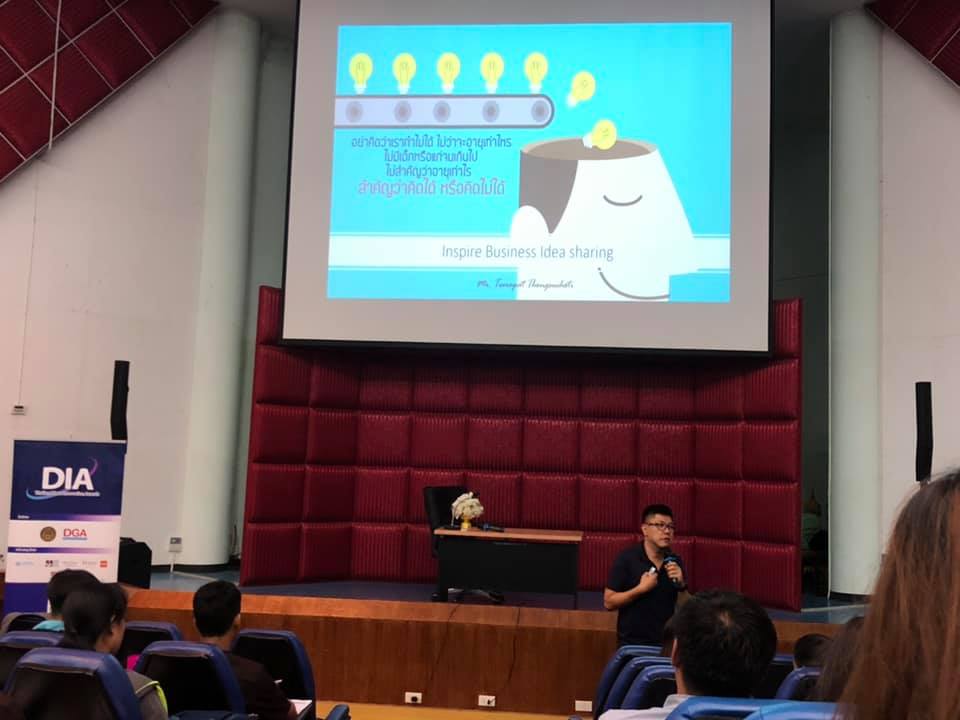 อย่าคิดว่าเราทำไม่ได้ ไม่ว่าจะอายุเท่าไหร
ไม่มีเด็กหรือแก่จนเกินไป
ไม่สำคัญว่าอายุเท่าไร
สำคัญว่าคิดได้ หรือคิดไม่ได้
Inspire Business Idea sharing
Mr.
DIA
DGA